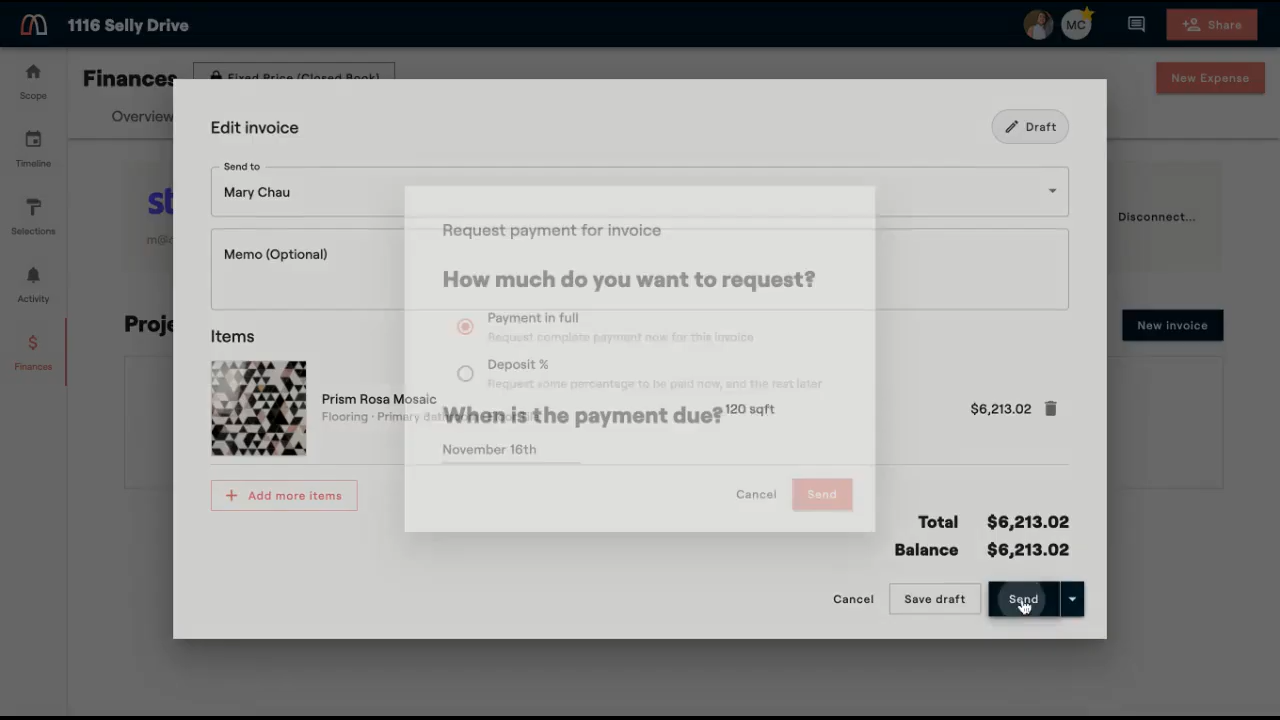 1116 Selly Drive
MC
Share
Scope
Timeline
Selections
Activity
Finances
Finances
Fixed Price (Closed Book)
New Expense
Overview
st
m@
Disconnect...
Proje
New invoice
Edit invoice
Draft
Send to
Mary Chau
Memo (Optional)
Items
Prism Rosa Mosaic
Flooring · Primary
120 sqft
$6,213.02
Add more items
Total $6,213.02
Balance $6,213.02
Cancel
Save draft
Send
Request payment for invoice
How much do you want to request?
Payment in full
Request complete payment now for this invoice
Deposit %
Request some percentage to be paid now, and the rest later
When is the payment due?
November 16th
Cancel
Send